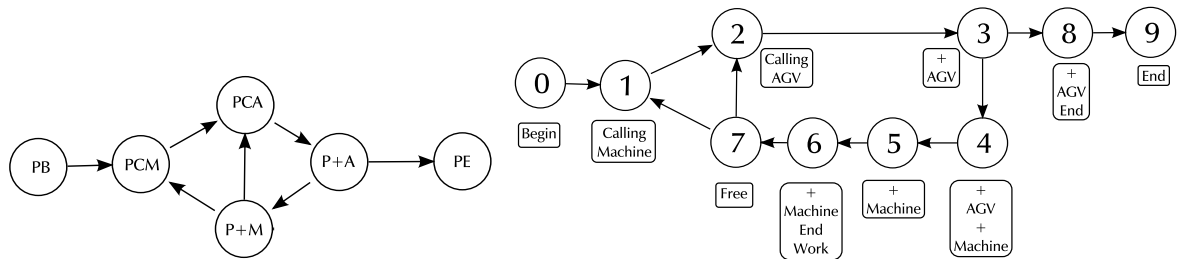 PB
PCM
PCA
P+A
PE
P+M
0
Begin
1
Calling
Machine
2
Calling
AGV
3
+
AGV
8
+
AGV
End
9
End
7
Free
6
+
Machine
End
Work
5
+
Machine
4
+
AGV
+
Machine